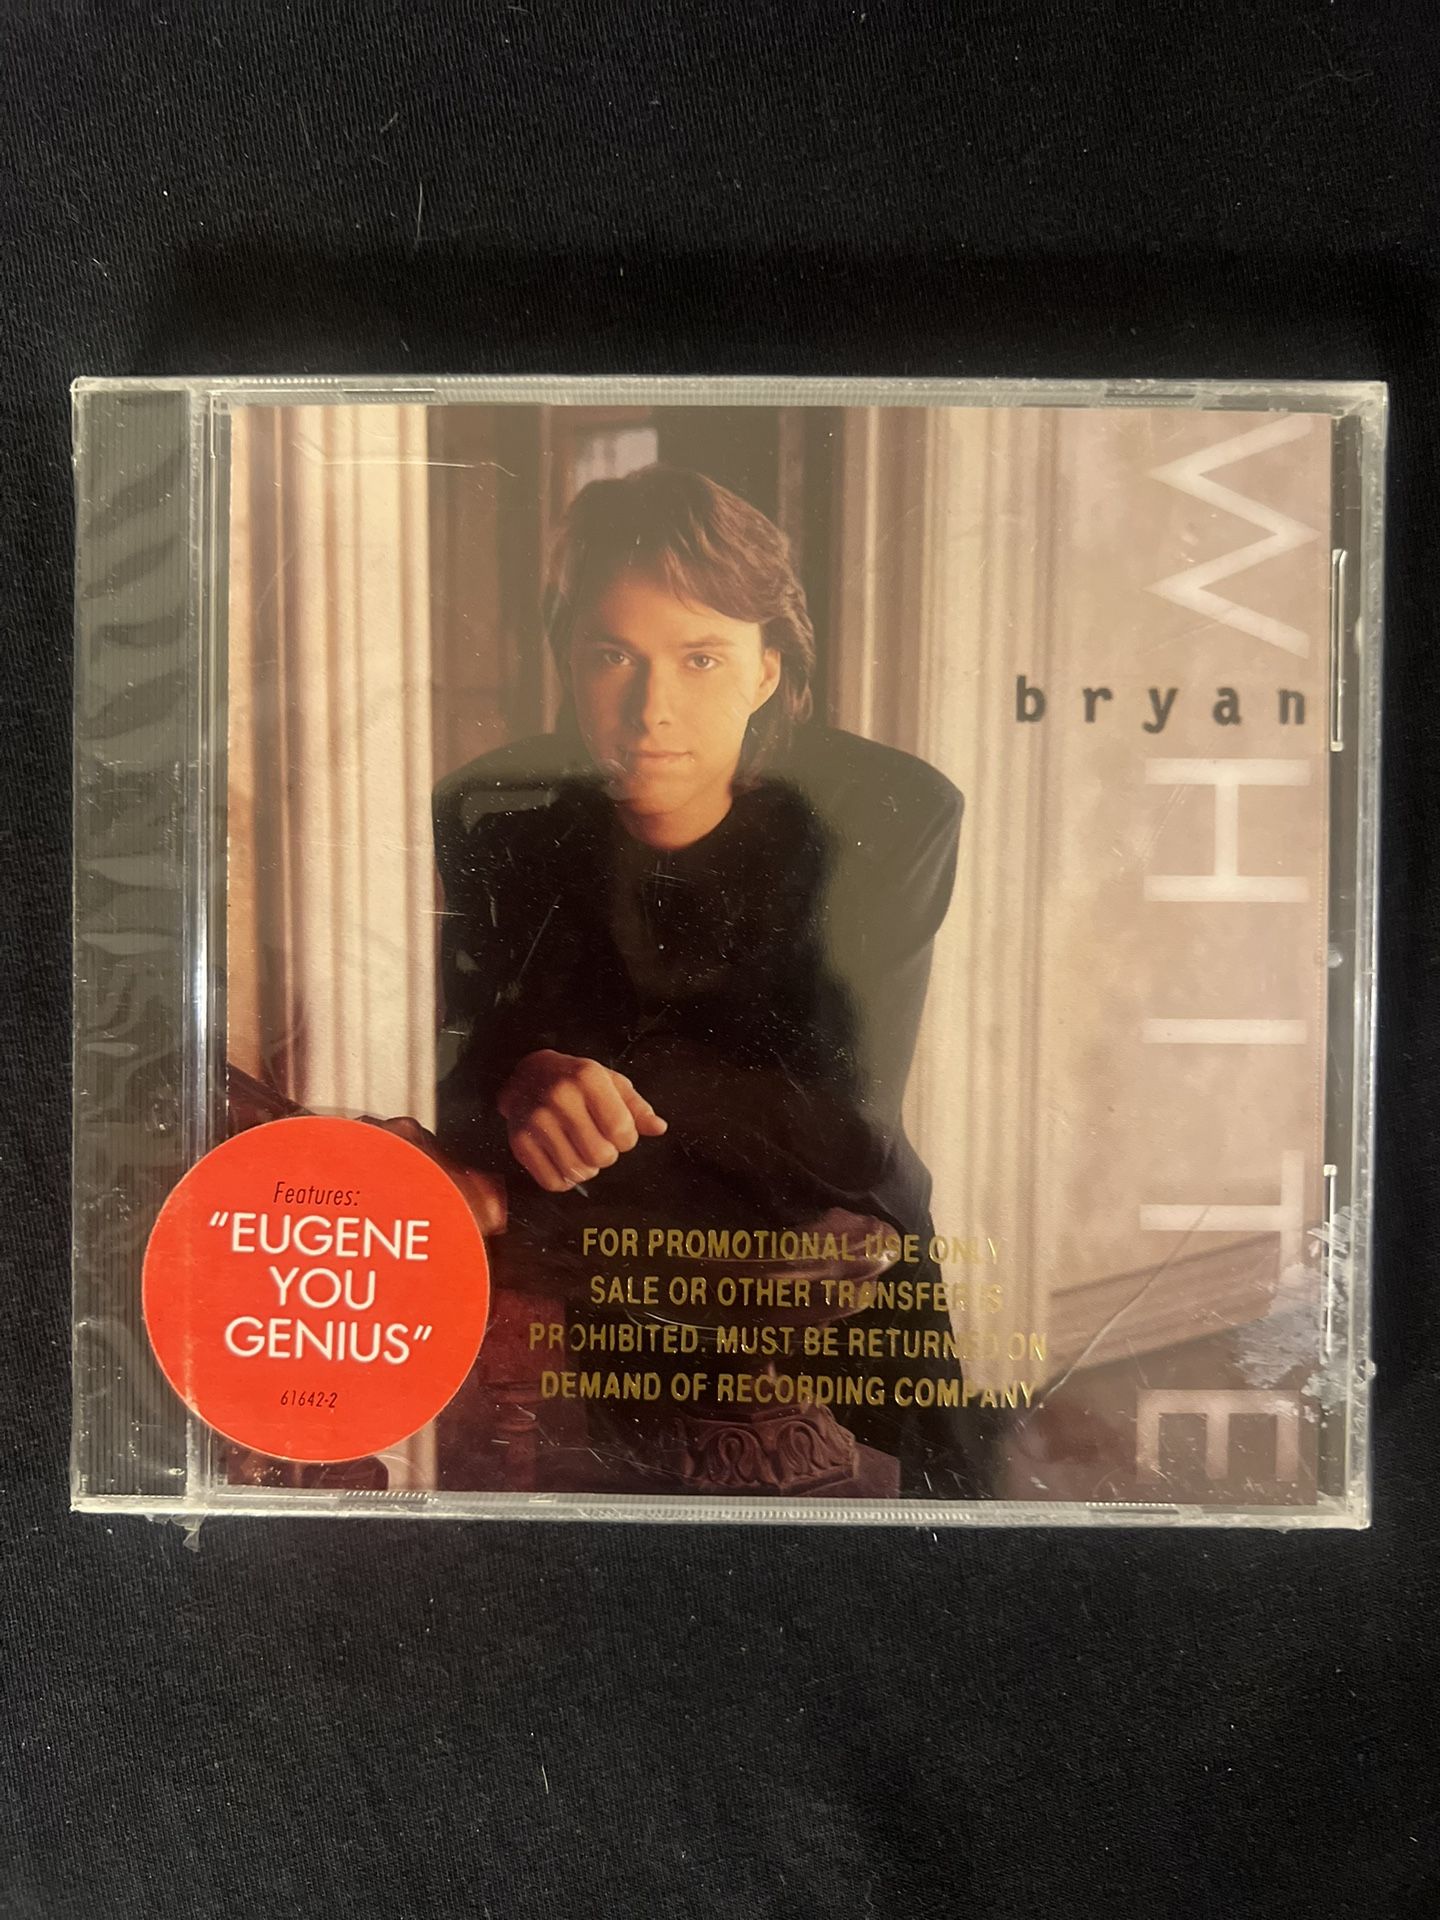 WHITE
bryan
Features:
"EUGENE
YOU
GENIUS"
61642-2
FOR PROMOTIONAL USE ONLY
SALE OR OTHER TRANSFER IS
PROHIBITED. MUST BE RETURNED ON
DEMAND OF RECORDING COMPANY.